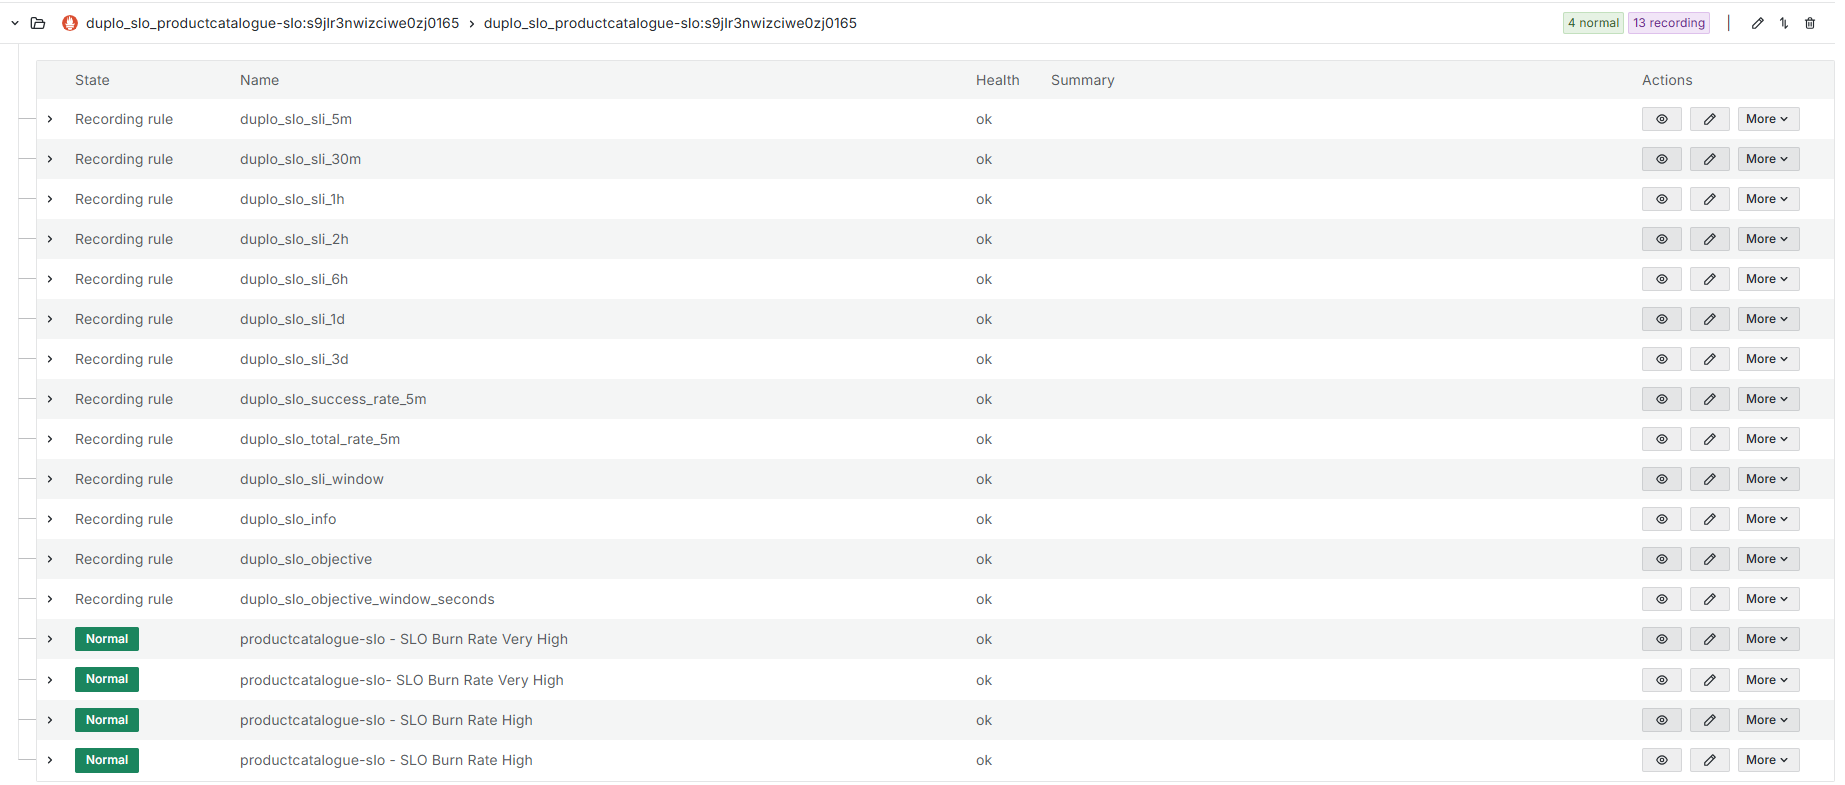 duplo_slo_productcatalogue-slo:s9jlr3nwizciwe0zj0165 › duplo_slo_productcatalogue-slo:s9jlr3nwizciwe0zj0165 4 normal 13 recording
State Name Health Summary Actions
Recording rule duplo_slo_sli_5m ok More
Recording rule duplo_slo_sli_30m ok More
Recording rule duplo_slo_sli_1h ok More
Recording rule duplo_slo_sli_2h ok More
Recording rule duplo_slo_sli_6h ok More
Recording rule duplo_slo_sli_1d ok More
Recording rule duplo_slo_sli_3d ok More
Recording rule duplo_slo_success_rate_5m ok More
Recording rule duplo_slo_total_rate_5m ok More
Recording rule duplo_slo_sli_window ok More
Recording rule duplo_slo_info ok More
Recording rule duplo_slo_objective ok More
Recording rule duplo_slo_objective_window_seconds ok More
Normal productcatalogue-slo - SLO Burn Rate Very High ok More
Normal productcatalogue-slo- SLO Burn Rate Very High ok More
Normal productcatalogue-slo - SLO Burn Rate High ok More
Normal productcatalogue-slo - SLO Burn Rate High ok More